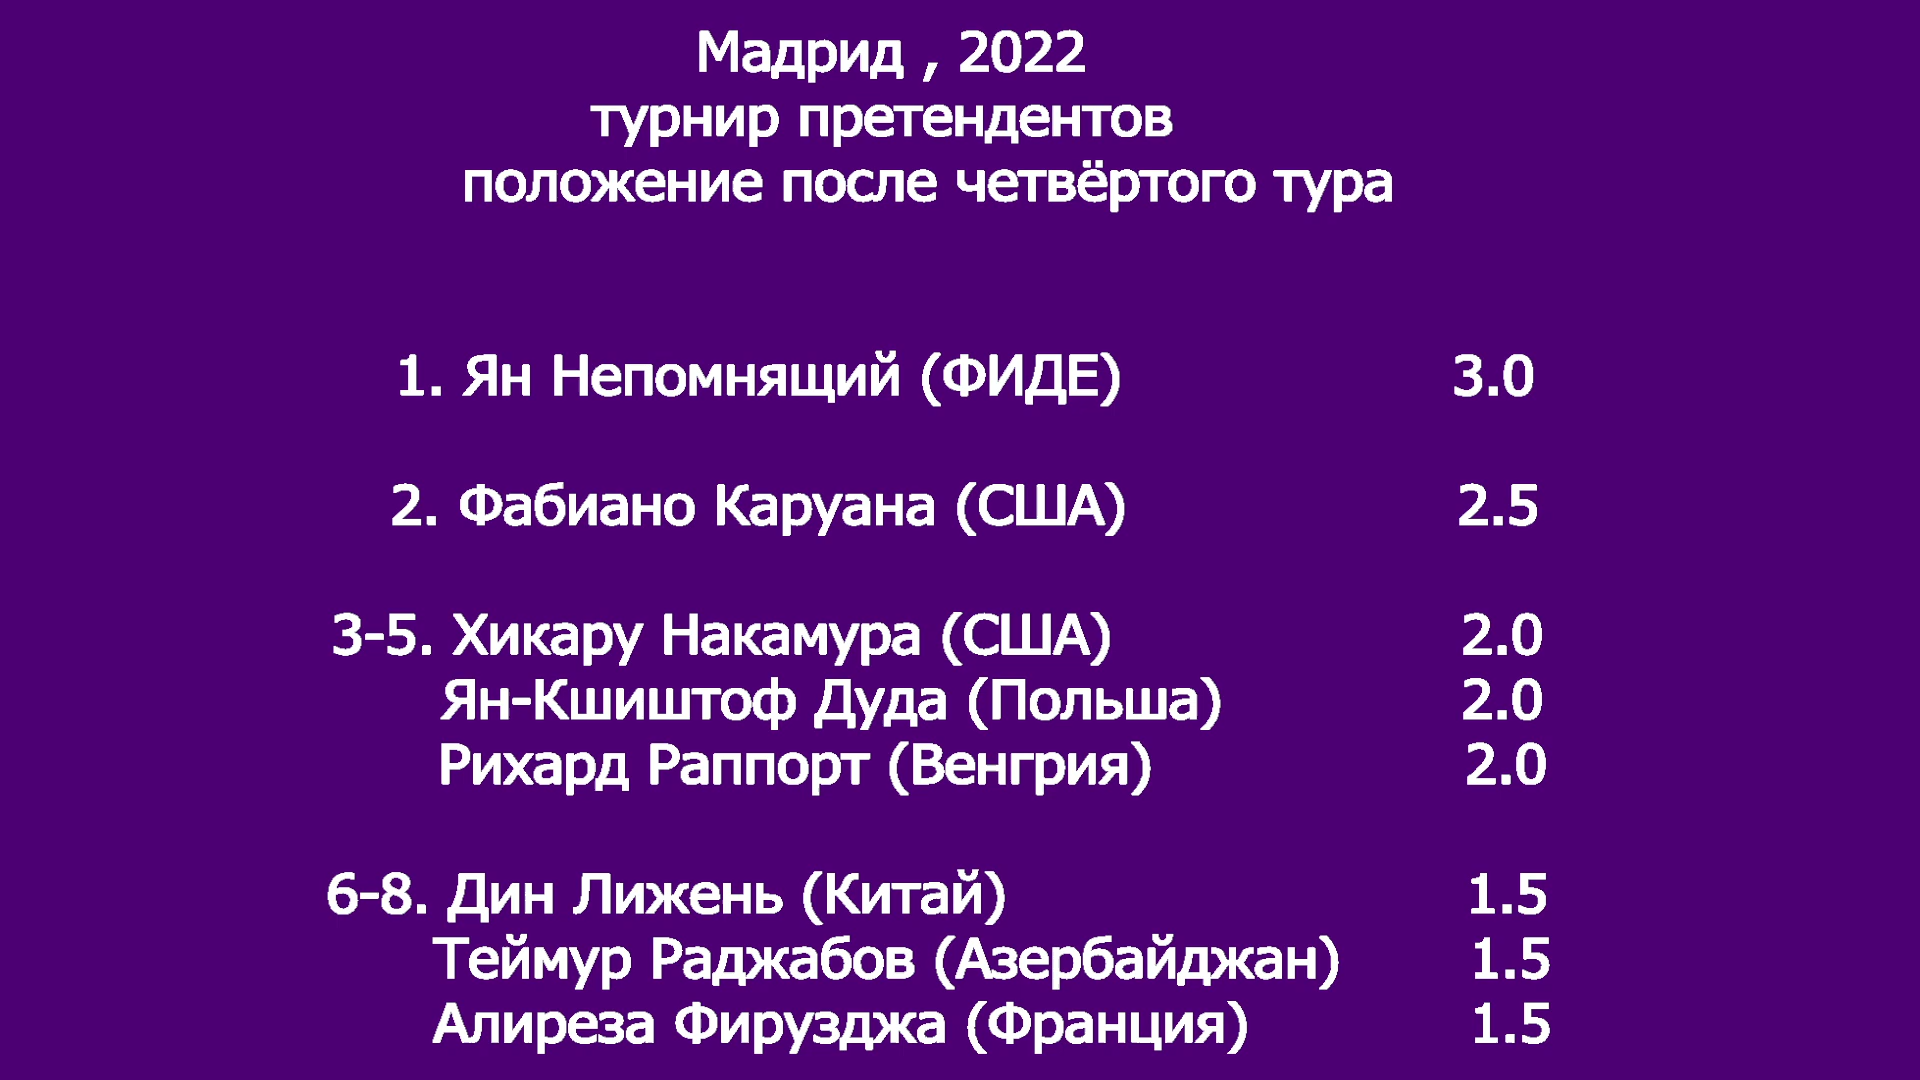 Мадрид , 2022
турнир претендентов
положение после четвёртого тура
1. Ян Непомнящий (ФИДЕ) 3.0
2. Фабиано Каруана (США) 2.5
3-5. Хикару Накамура (США) 2.0
Ян-Кшиштоф Дуда (Польша) 2.0
Рихард Раппорт (Венгрия) 2.0
6-8. Дин Лижень (Китай) 1.5
Теймур Раджабов (Азербайджан) 1.5
Алиреза Фирузджа (Франция) 1.5